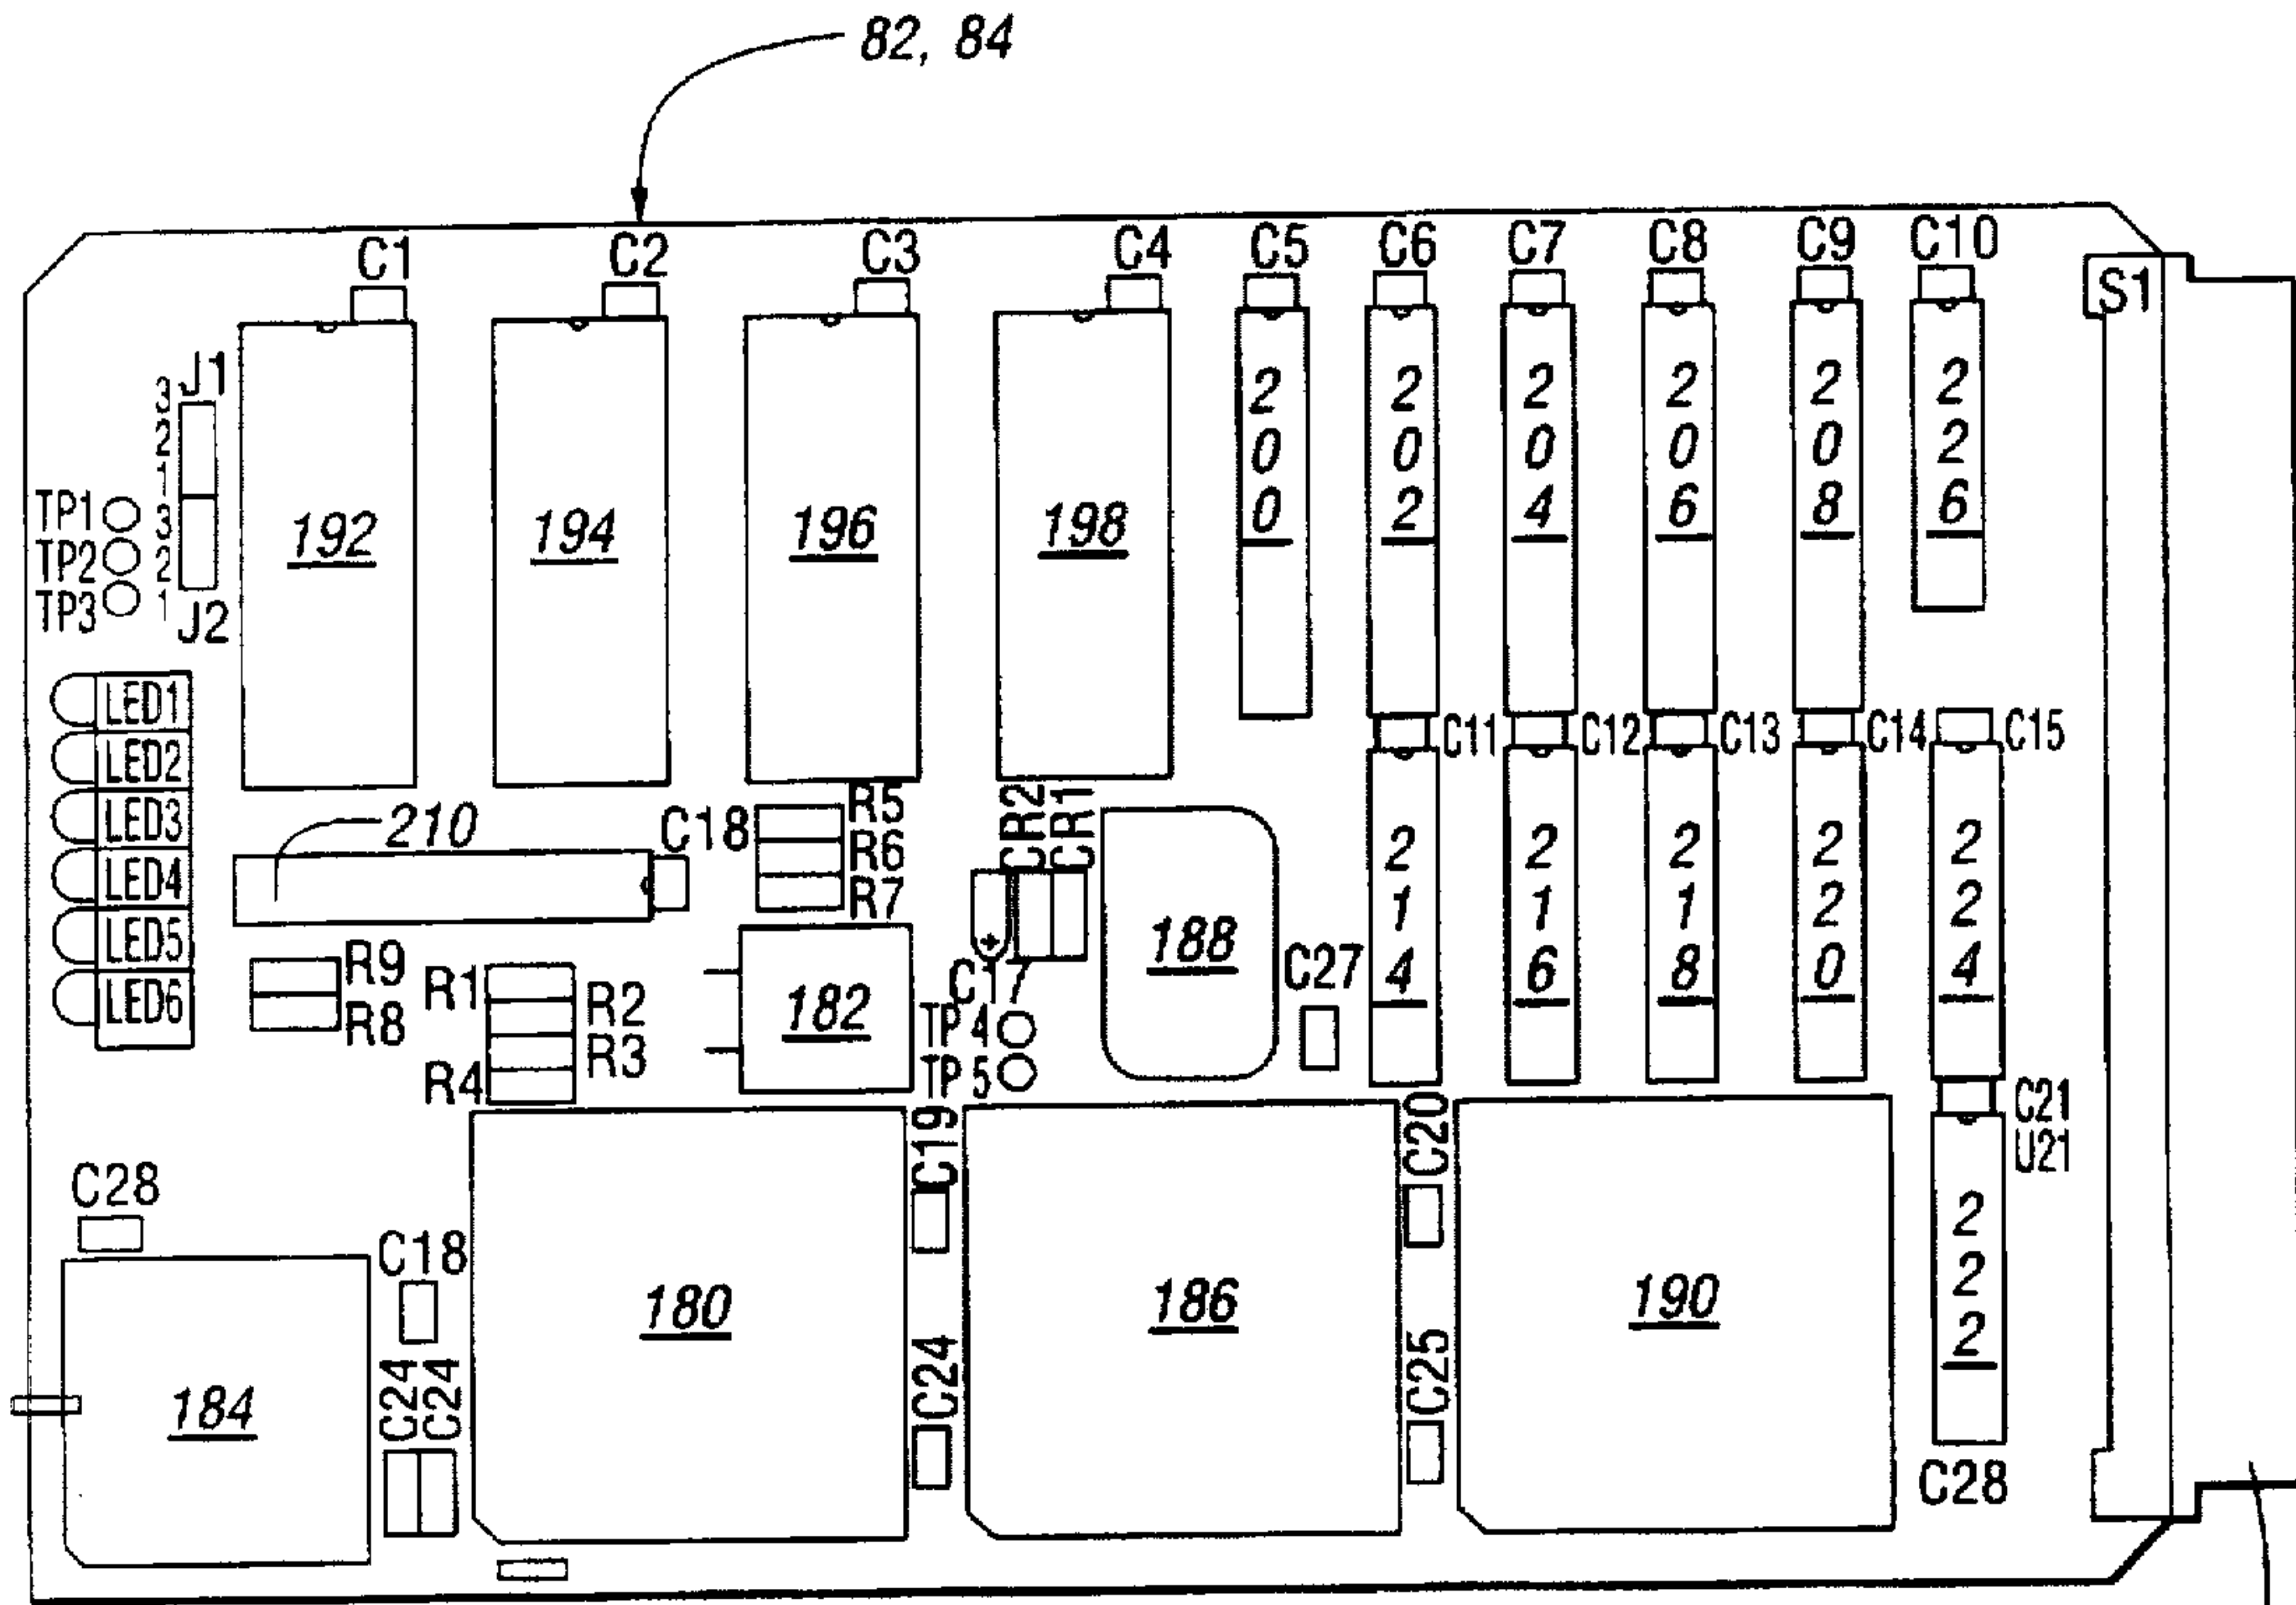 82, 84
C1 C2 C3 C4 C5 C6 C7 C8 C9 C10
S1
J1
3
2
1
3
2
1
J2
TP1
TP2
TP3
192 194 196 198 200 202 204 206 208 226
LED1
LED2
LED3
LED4
LED5
LED6
210
C18
R5
R6
R7
CR2
CR1
C11 C12 C13 C14 C15
188
C17
TP4
TP5
C27
214 216 218 220 224
R9
R8
R1
R2
R3
R4
182
C21
U21
222
C28
C28
C18
C24
C24
184
180
C19
C24
186
C20
C25
190